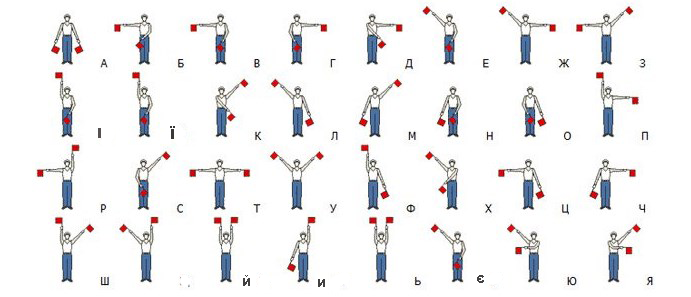 А Б В Г Д Е Ж З
І Ї К Л М Н О П
Р С Т У Ф Х Ц Ч
Ш Й И Ь Є Ю Я